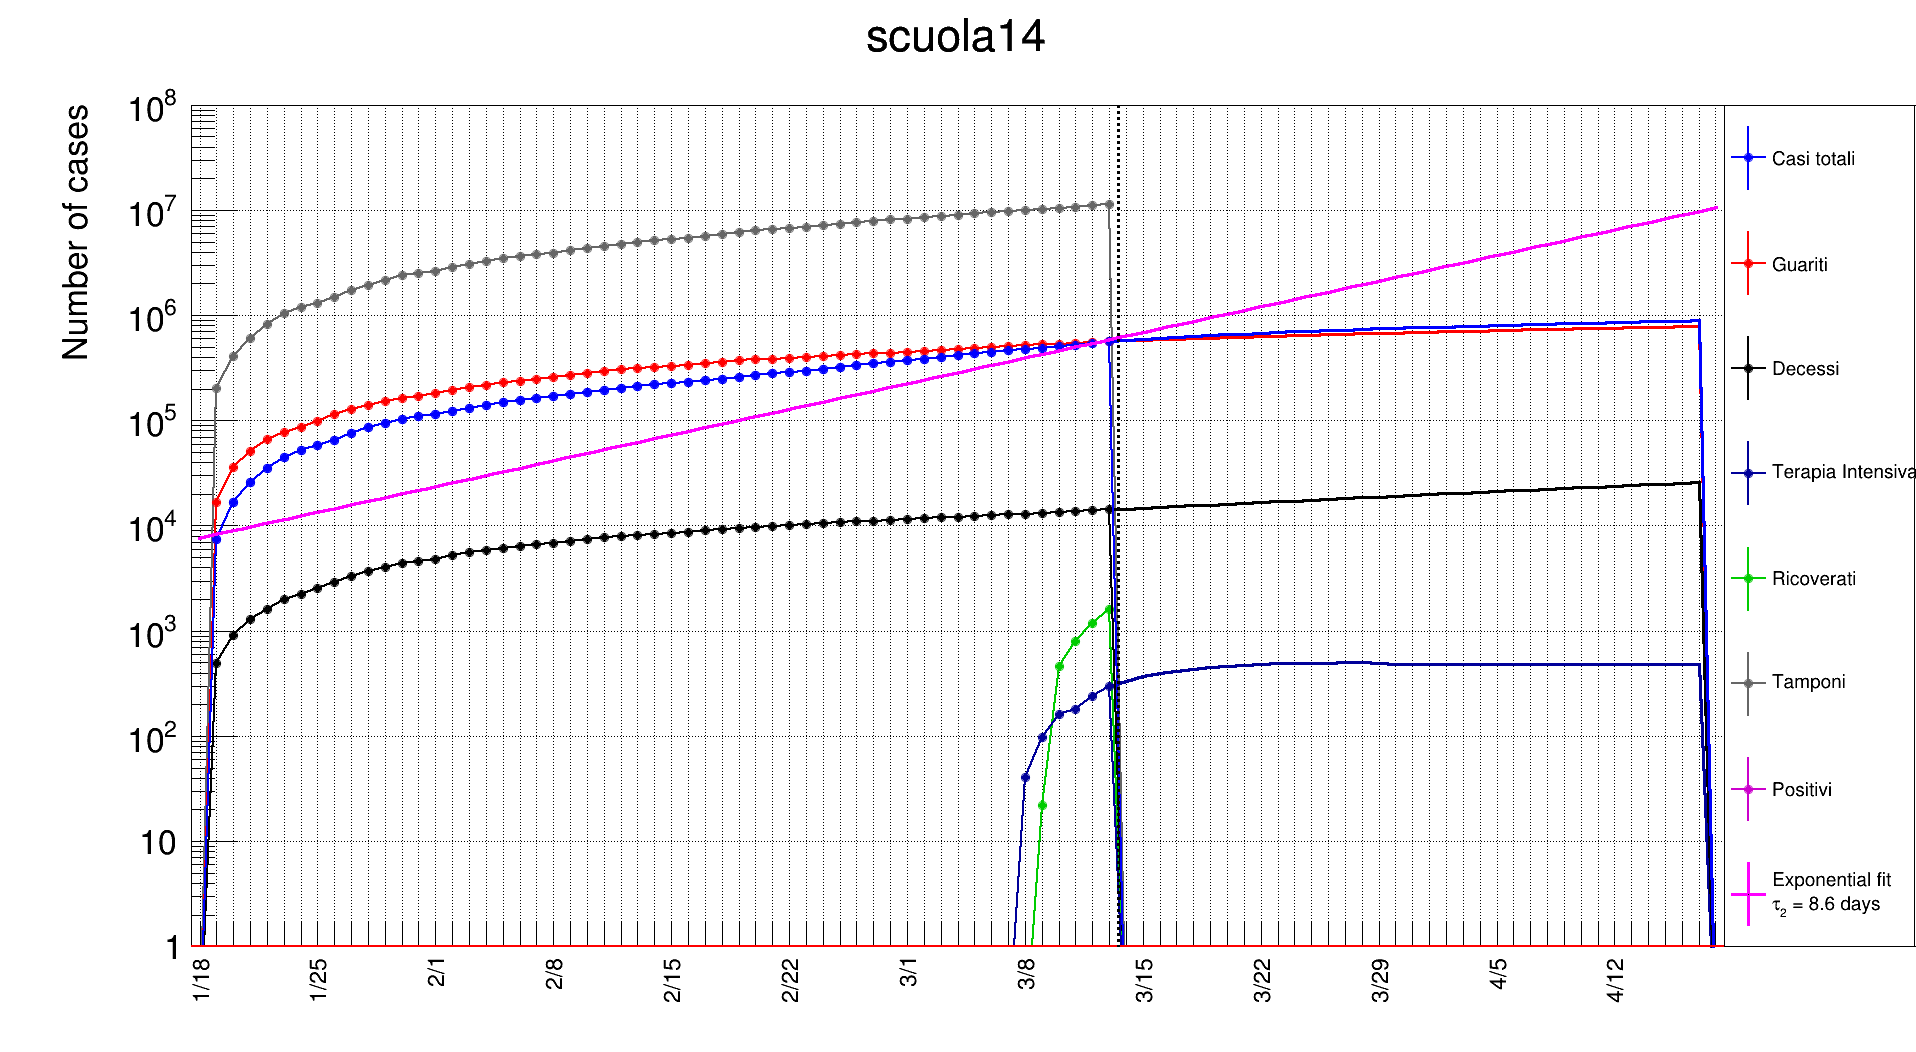 scuola14
Number of cases
10^8
10^7
10^6
10^5
10^4
10^3
10^2
10
1
1/18
1/25
2/1
2/8
2/15
2/22
3/1
3/8
3/15
3/22
3/29
4/5
4/12
Casi totali
Guariti
Decessi
Terapia Intensiva
Ricoverati
Tamponi
Positivi
Exponential fit
τ_2 = 8.6 days